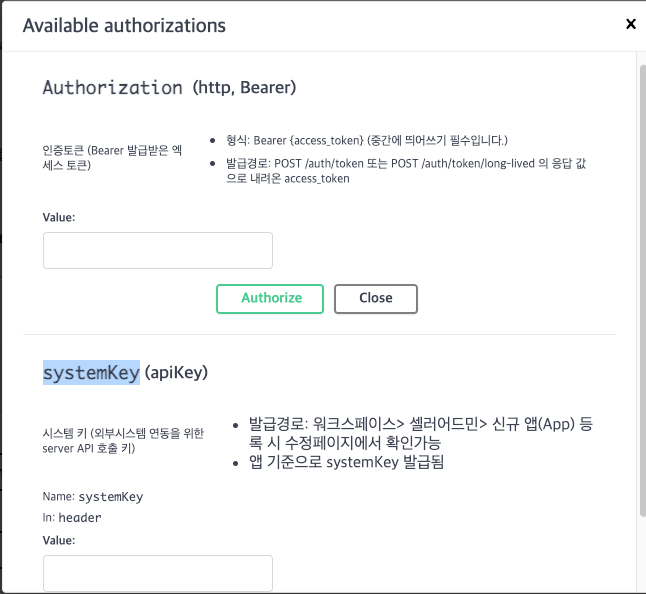 Available authorizations
×
Authorization (http, Bearer)
인증토큰 (Bearer 발급받은 엑
세스 토큰)
• 형식: Bearer {access_token} (중간에 띄어쓰기 필수입니다.)
• 발급경로: POST /auth/token 또는 POST /auth/token/long-lived 의 응답 값
으로 내려온 access_token
Value:
Authorize
Close
systemKey (apiKey)
시스템 키 (외부시스템 연동을 위한
server API 호출 키)
• 발급경로: 워크스페이스> 셀러어드민> 신규 앱(App) 등
록 시 수정페이지에서 확인가능
• 앱 기준으로 systemKey 발급됨
Name: systemKey
In: header
Value: